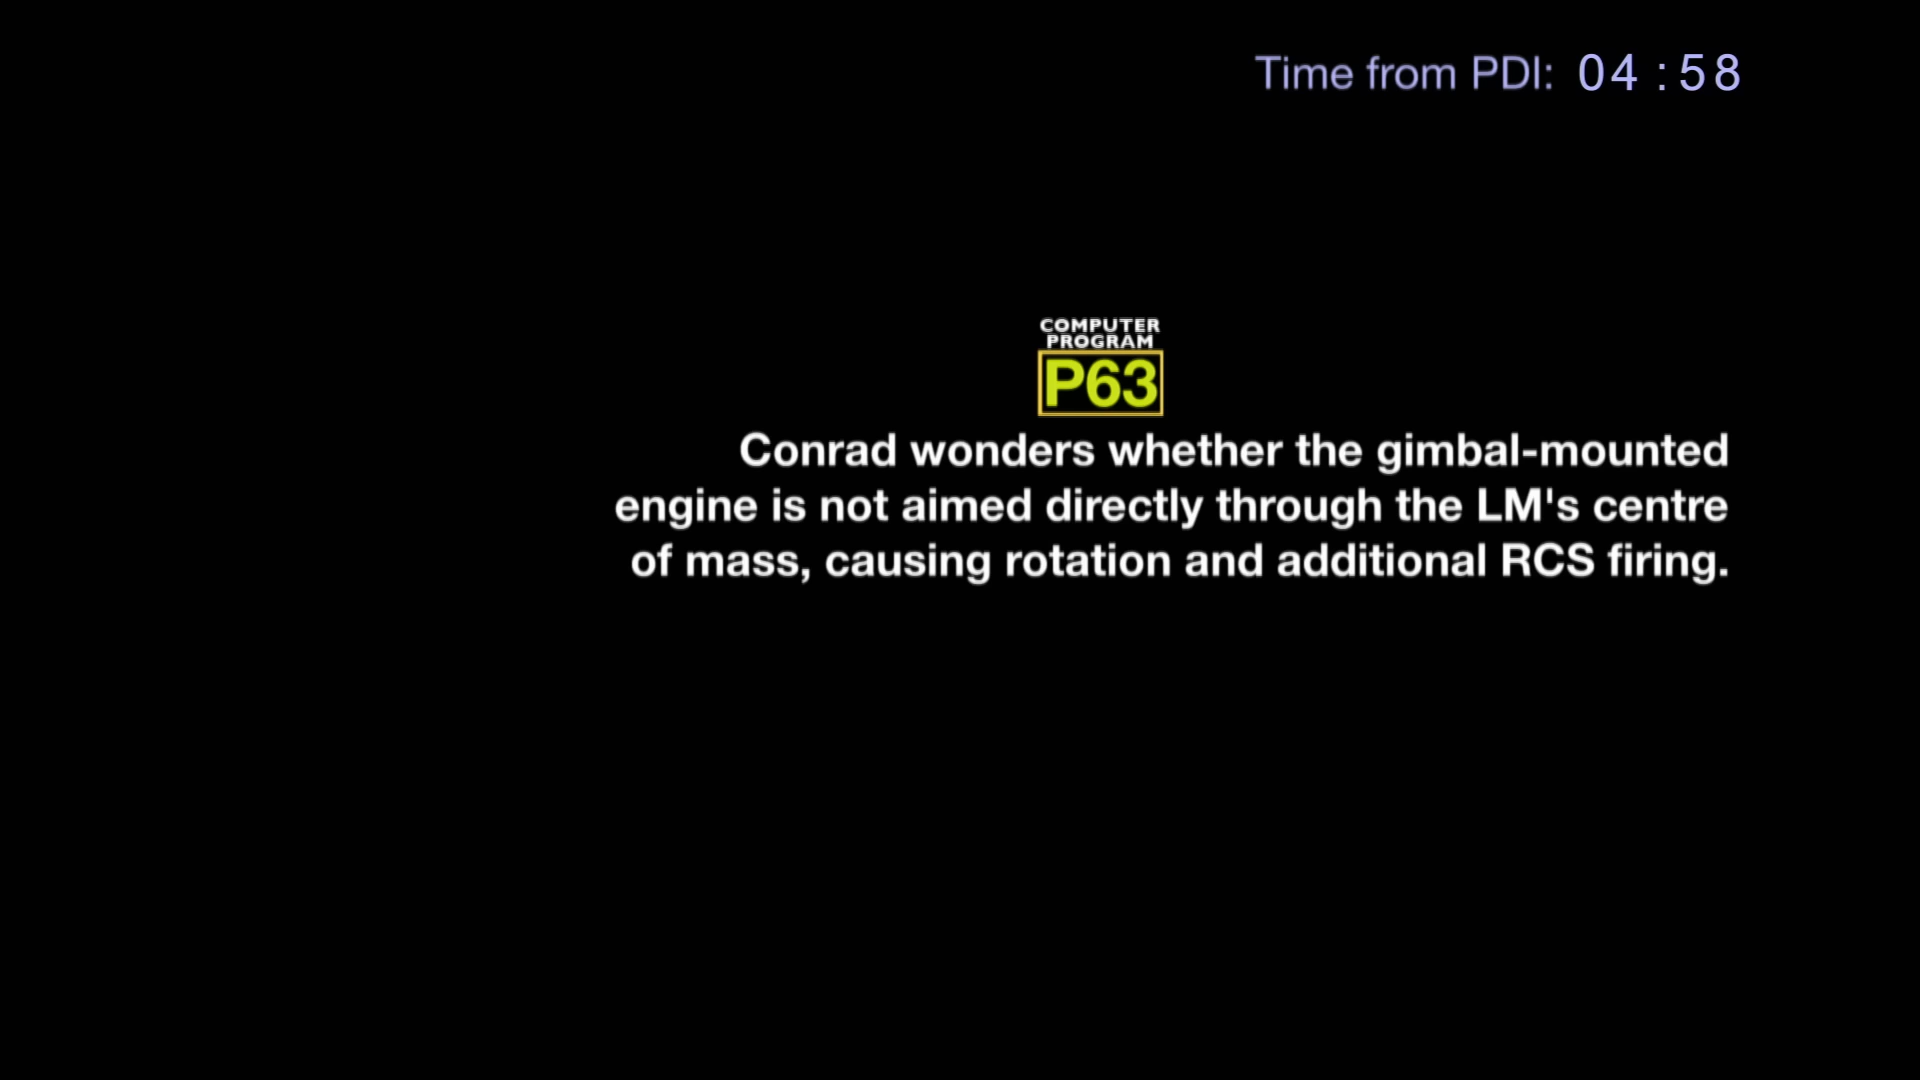 Time from PDI: 04:58
COMPUTER
PROGRAM
P63
Conrad wonders whether the gimbal-mounted
engine is not aimed directly through the LM's centre
of mass, causing rotation and additional RCS firing.